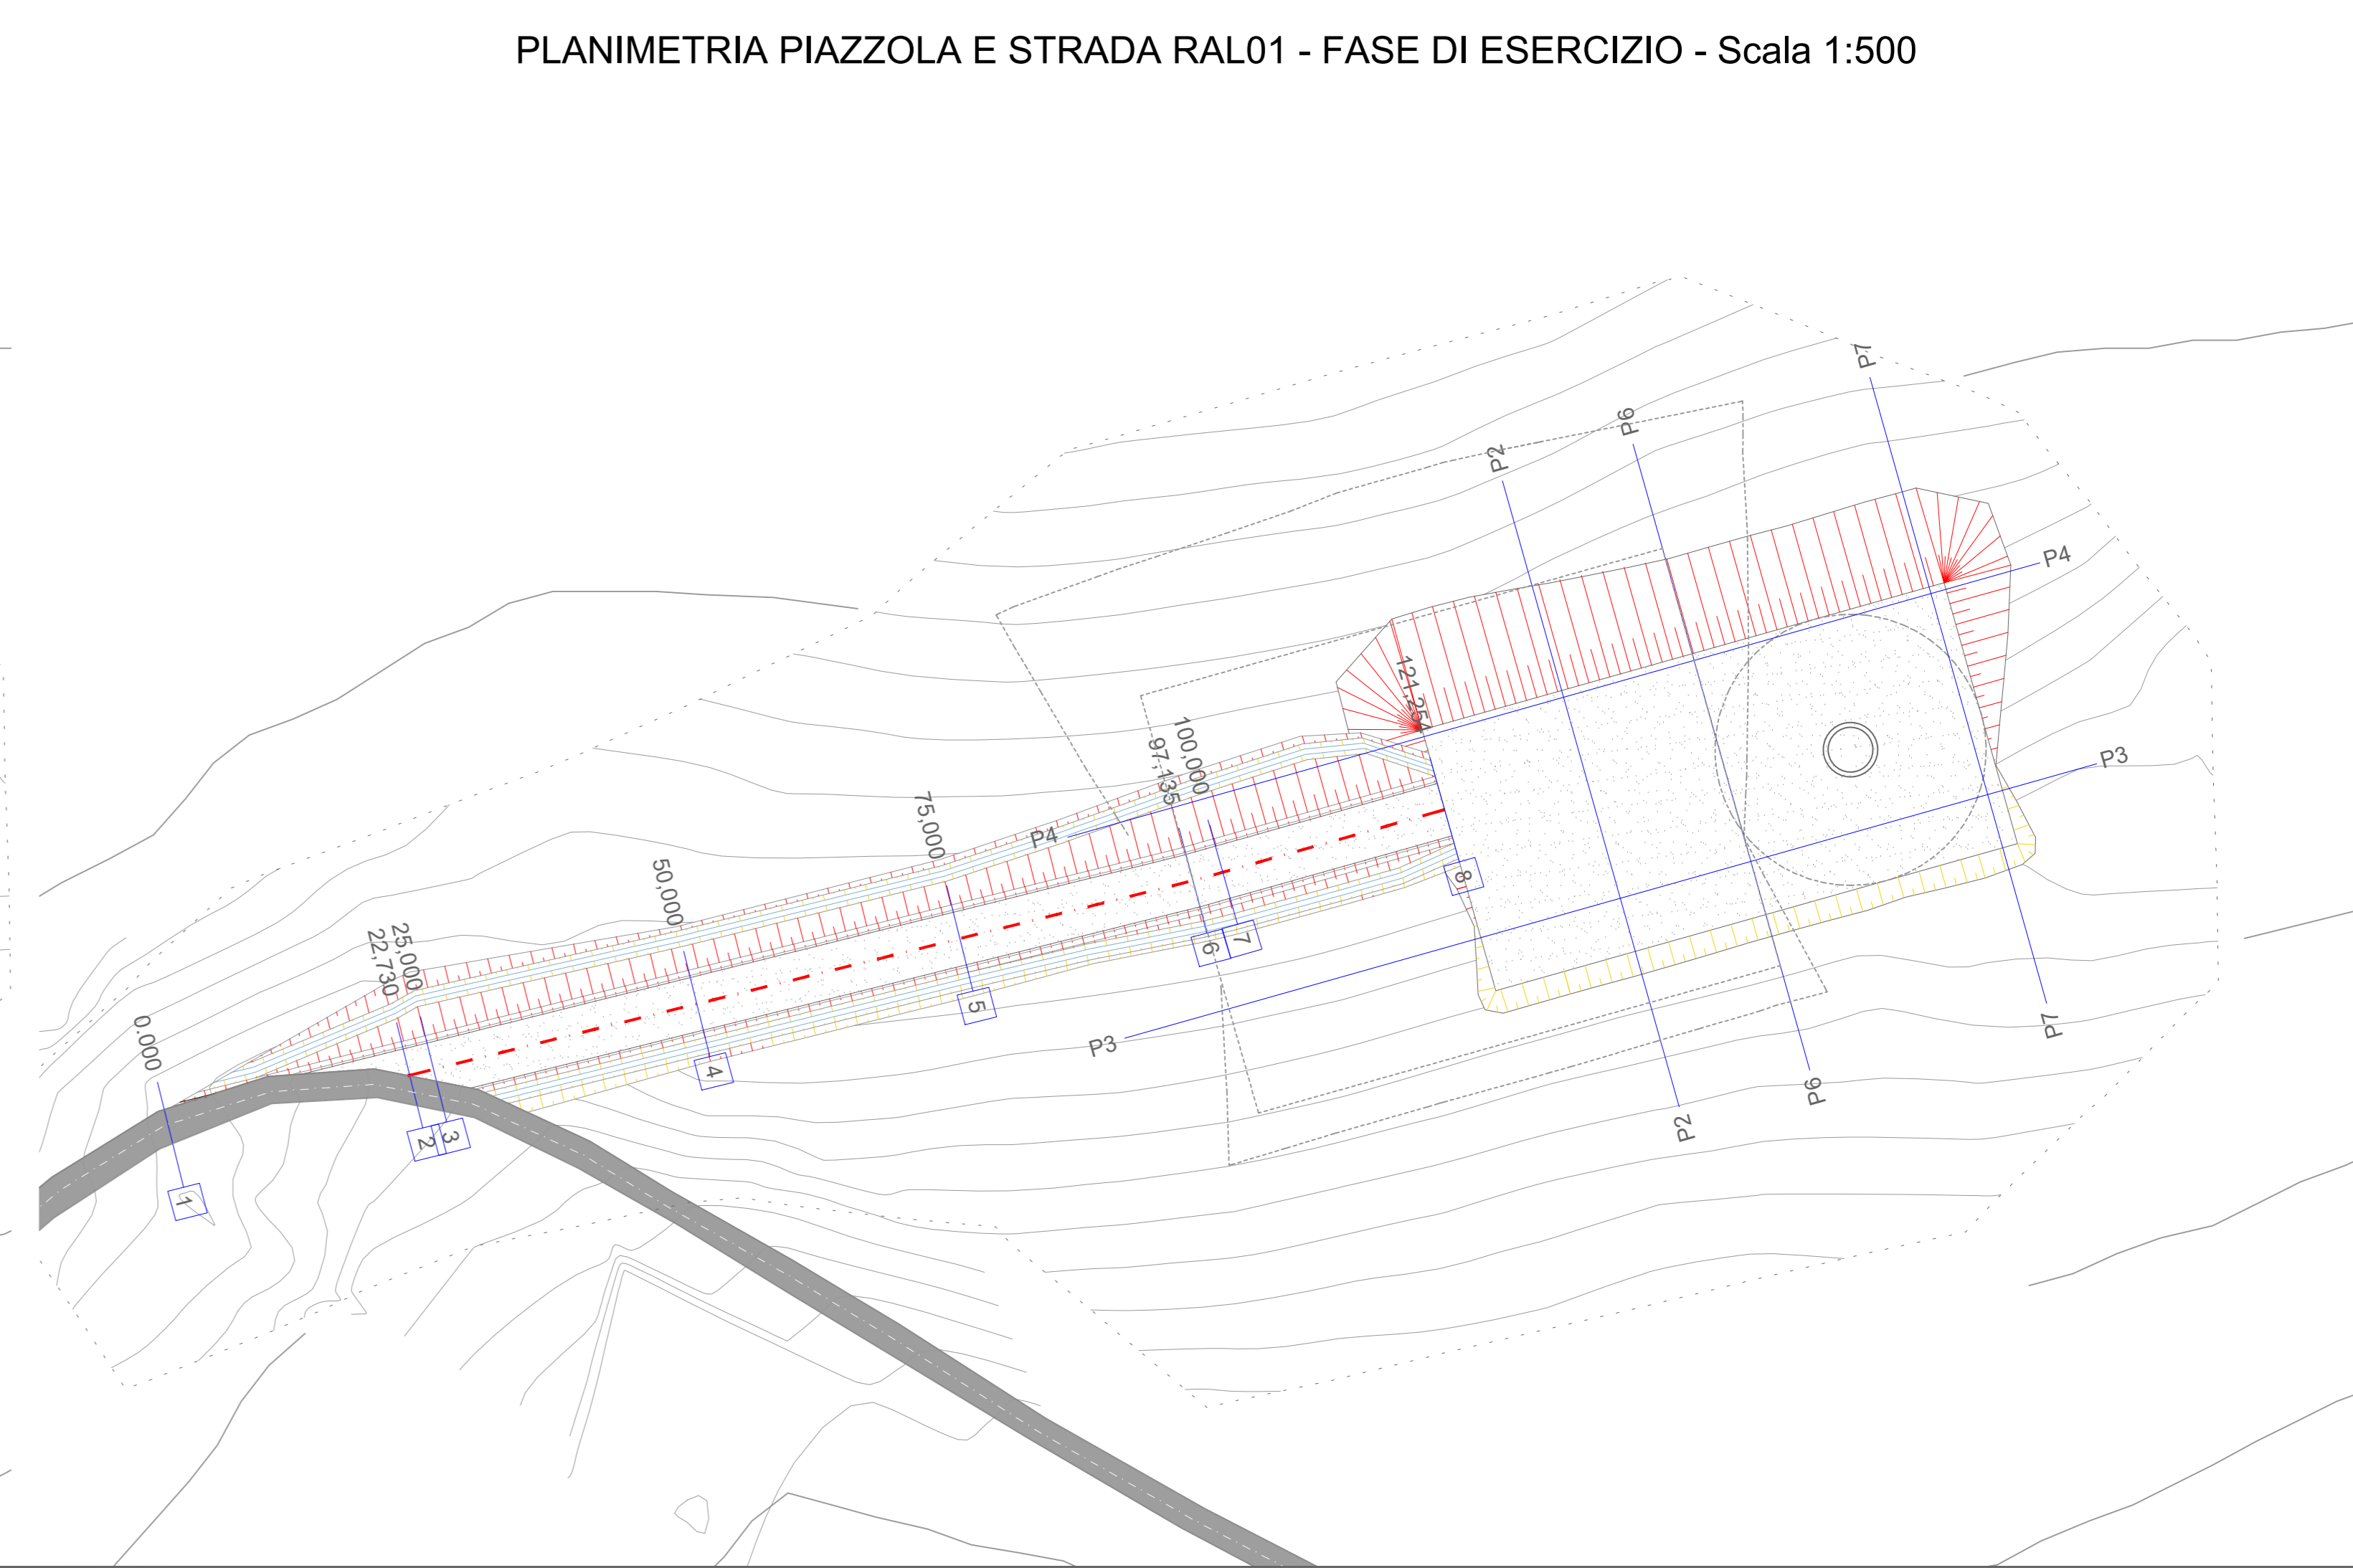 PLANIMETRIA PIAZZOLA E STRADA RAL01 - FASE DI ESERCIZIO - Scala 1:500
P7
P6
P2
P4
P3
121,254
100,000
97,135
75,000
P4
50,000
25,000
22,730
0.000
8
7
6
5
4
3
2
1
P3
P7
P6
P2